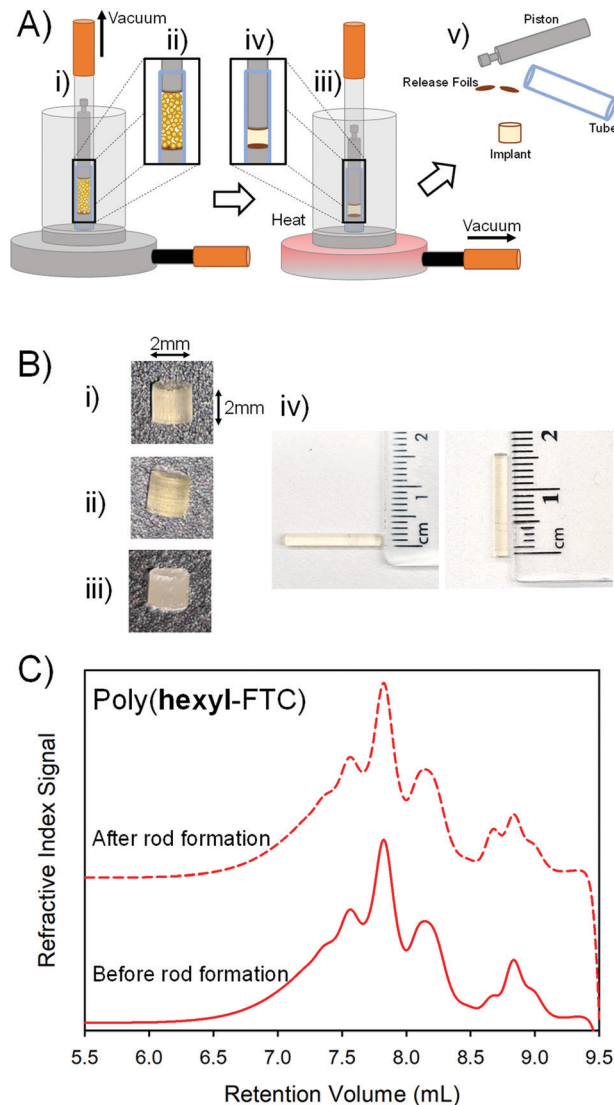 A)
Vacuum
i)
ii)
iv)
iii)
v)
Piston
Release Foils
Tube
Implant
Heat
Vacuum
B)
2mm
i)
2mm
iv)
ii)
iii)
cm
1
2
cm
1
2
C)
Poly(hexyl-FTC)
After rod formation
Before rod formation
Refractive Index Signal
5.5 6.0 6.5 7.0 7.5 8.0 8.5 9.0 9.5
Retention Volume (mL)